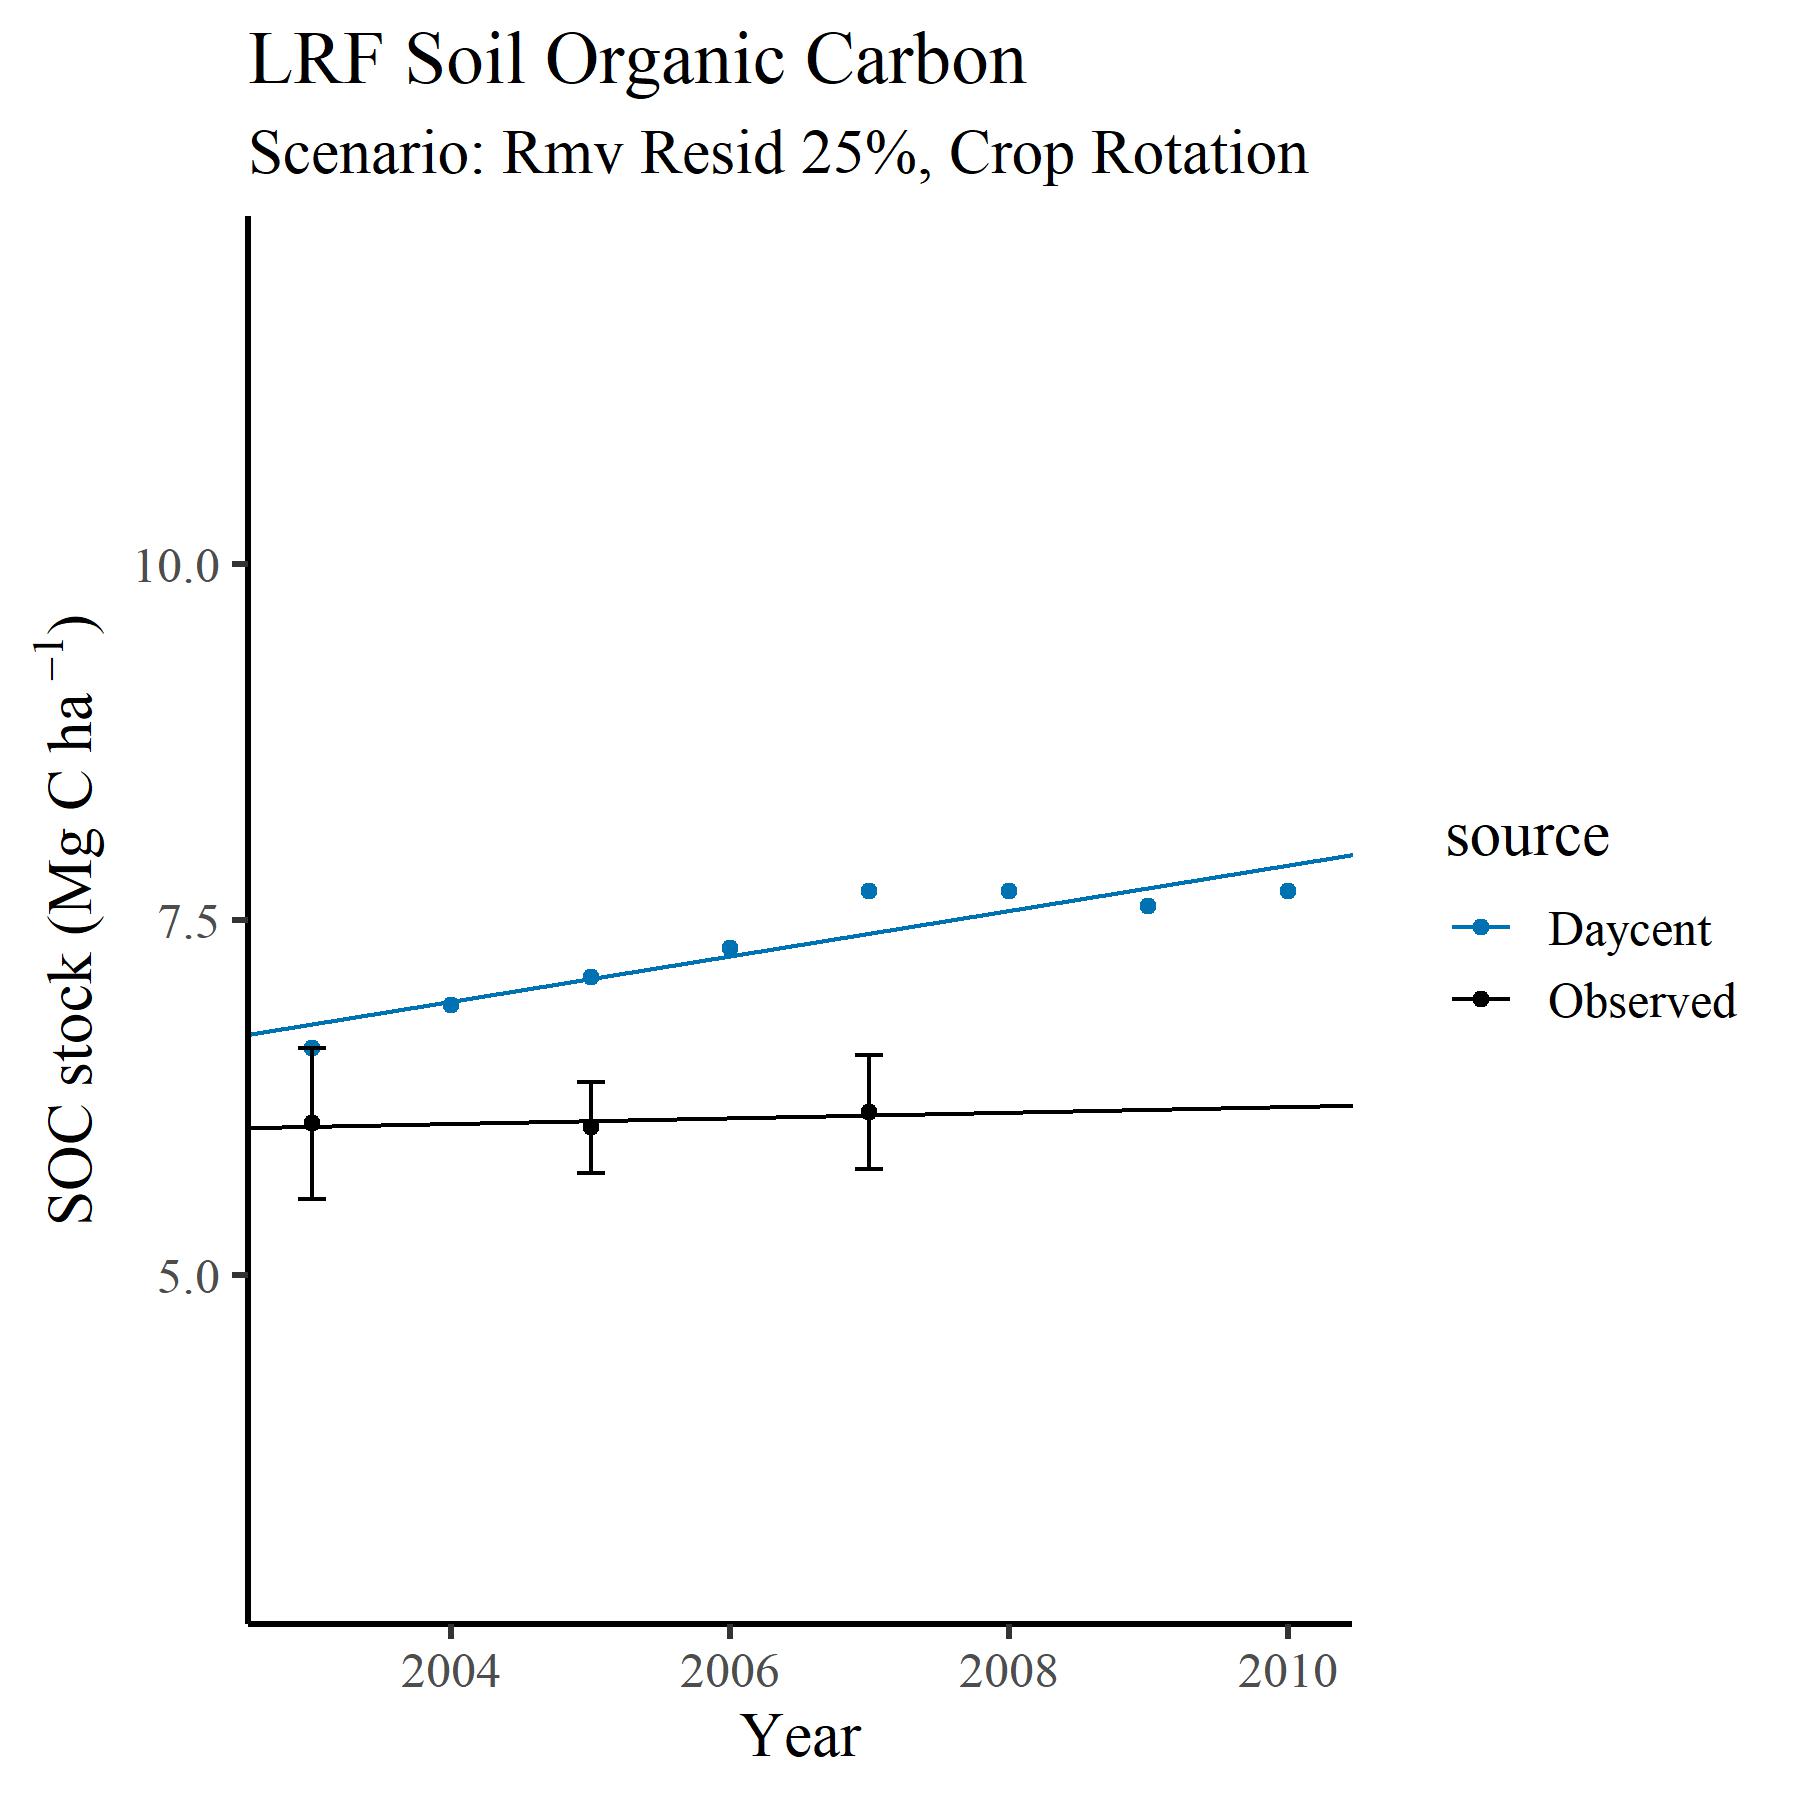 LRF Soil Organic Carbon
Scenario: Rmv Resid 25%, Crop Rotation
10.0
7.5
5.0
SOC stock (Mg C ha⁻¹)
2004 2006 2008 2010
Year
source
Daycent
Observed